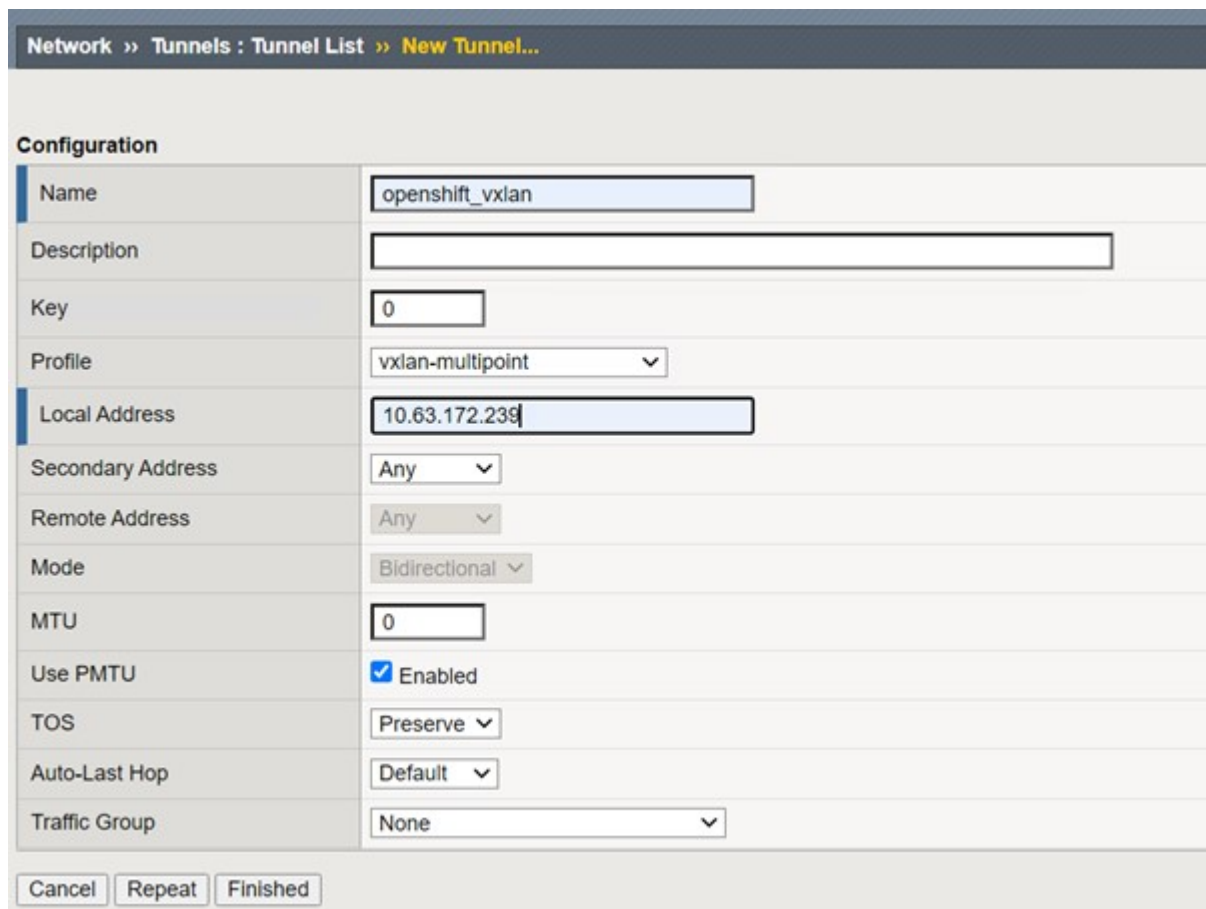 Network ›› Tunnels : Tunnel List ›› New Tunnel...
Configuration
Name openshift_vxlan
Description
Key 0
Profile vxlan-multipoint
Local Address 10.63.172.239
Secondary Address Any
Remote Address Any
Mode Bidirectional
MTU 0
Use PMTU Enabled
TOS Preserve
Auto-Last Hop Default
Traffic Group None
Cancel Repeat Finished